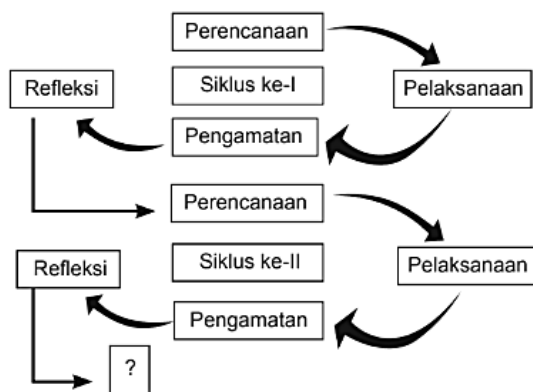 Perencanaan
Refleksi
Siklus ke-I
Pelaksanaan
Pengamatan
Perencanaan
Refleksi
Siklus ke-II
Pelaksanaan
Pengamatan
?